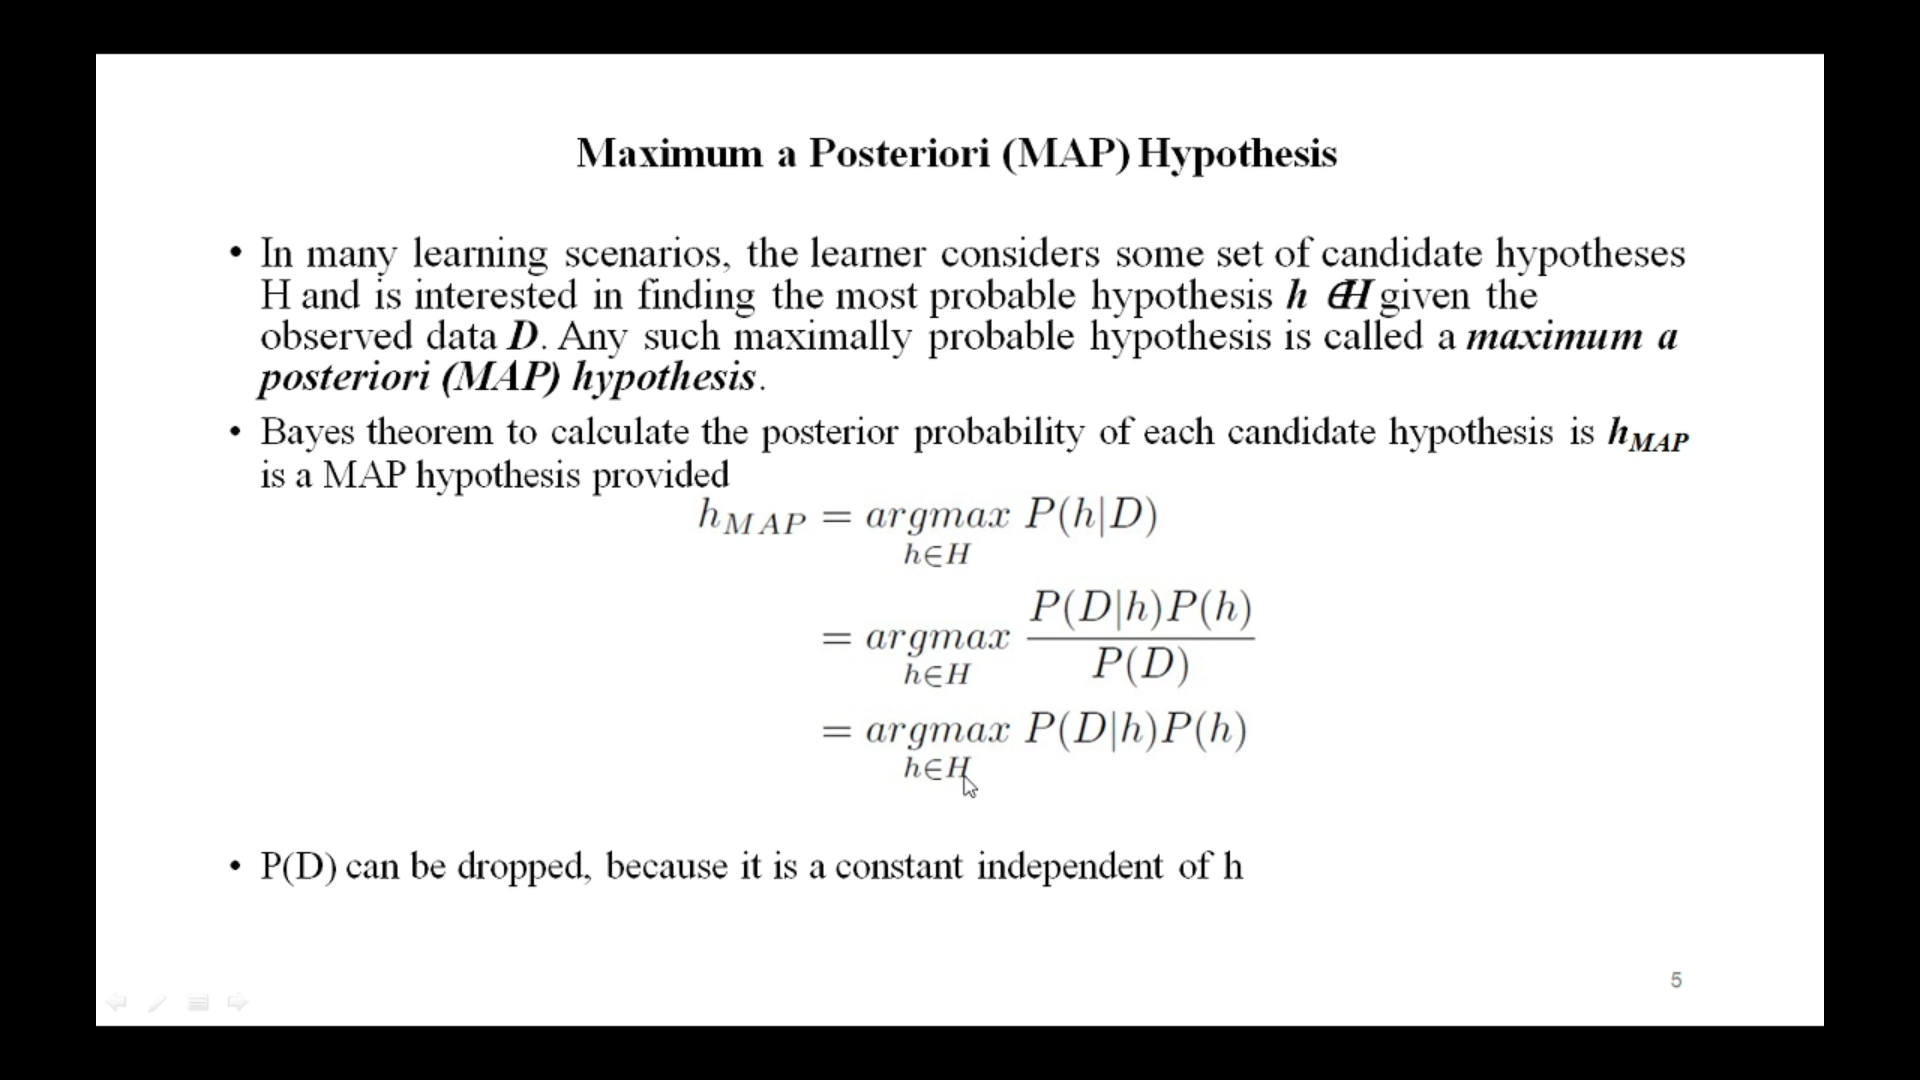 Maximum a Posteriori (MAP) Hypothesis
• In many learning scenarios, the learner considers some set of candidate hypotheses
H and is interested in finding the most probable hypothesis h ∈H given the
observed data D. Any such maximally probable hypothesis is called a maximum a
posteriori (MAP) hypothesis.
• Bayes theorem to calculate the posterior probability of each candidate hypothesis is hMAP
is a MAP hypothesis provided
hMAP = argmax P(h|D)
h∈H
P(D|h)P(h)
= argmax
P(D)
h∈H
= argmax P(D|h)P(h)
h∈H
• P(D) can be dropped, because it is a constant independent of h
5